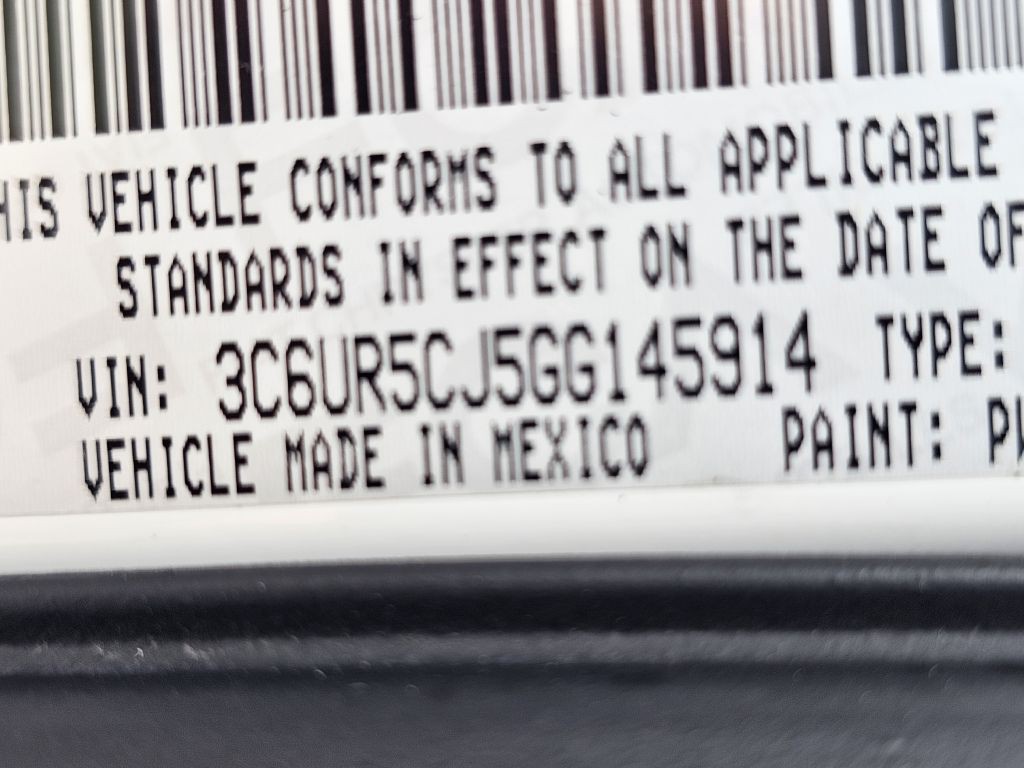 HIS VEHICLE CONFORMS TO ALL APPLICABLE
STANDARDS IN EFFECT ON THE DATE OF
VIN: 3C6UR5CJ5GG145914 TYPE:
VEHICLE MADE IN MEXICO PAINT: PW